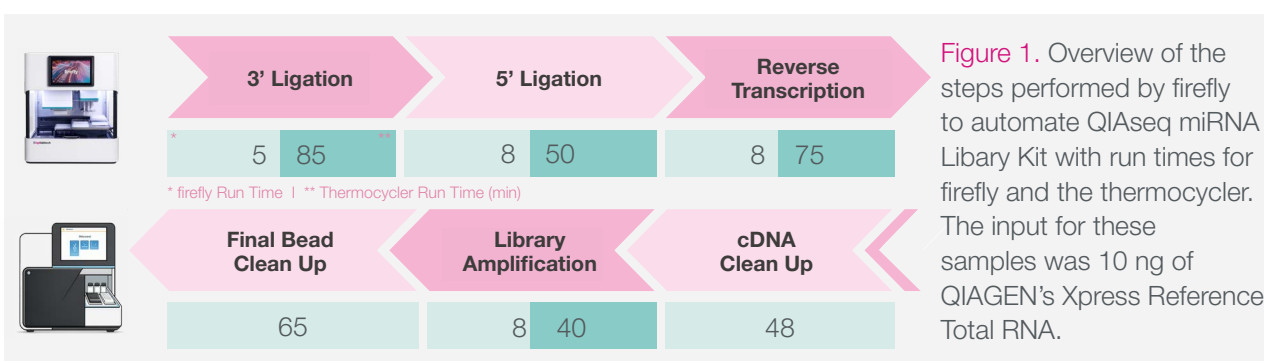 3' Ligation
5' Ligation
Reverse
Transcription
* **
5 85
8 50
8 75
* firefly Run Time | ** Thermocycler Run Time (min)
Final Bead
Clean Up
Library
Amplification
cDNA
Clean Up
65
8 40
48
Figure 1. Overview of the
steps performed by firefly
to automate QIAseq miRNA
Libary Kit with run times for
firefly and the thermocycler.
The input for these
samples was 10 ng of
QIAGEN's Xpress Reference
Total RNA.